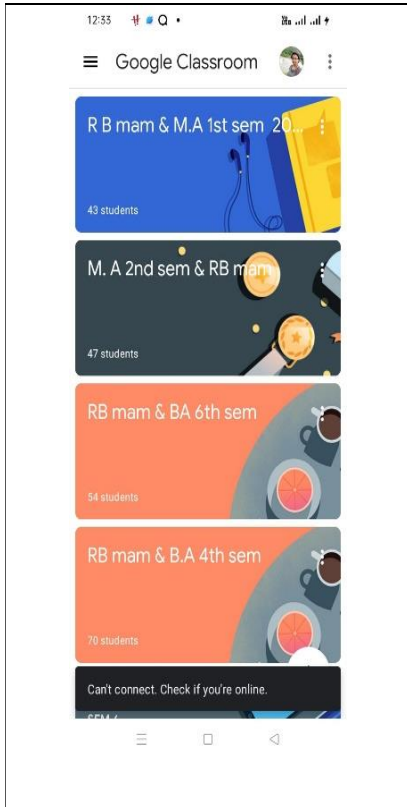 12:33
Google Classroom
R B mam & M.A 1st sem 20...
43 students
M. A 2nd sem & RB mam
47 students
RB mam & BA 6th sem
54 students
RB mam & B.A 4th sem
70 students
Can't connect. Check if you're online.